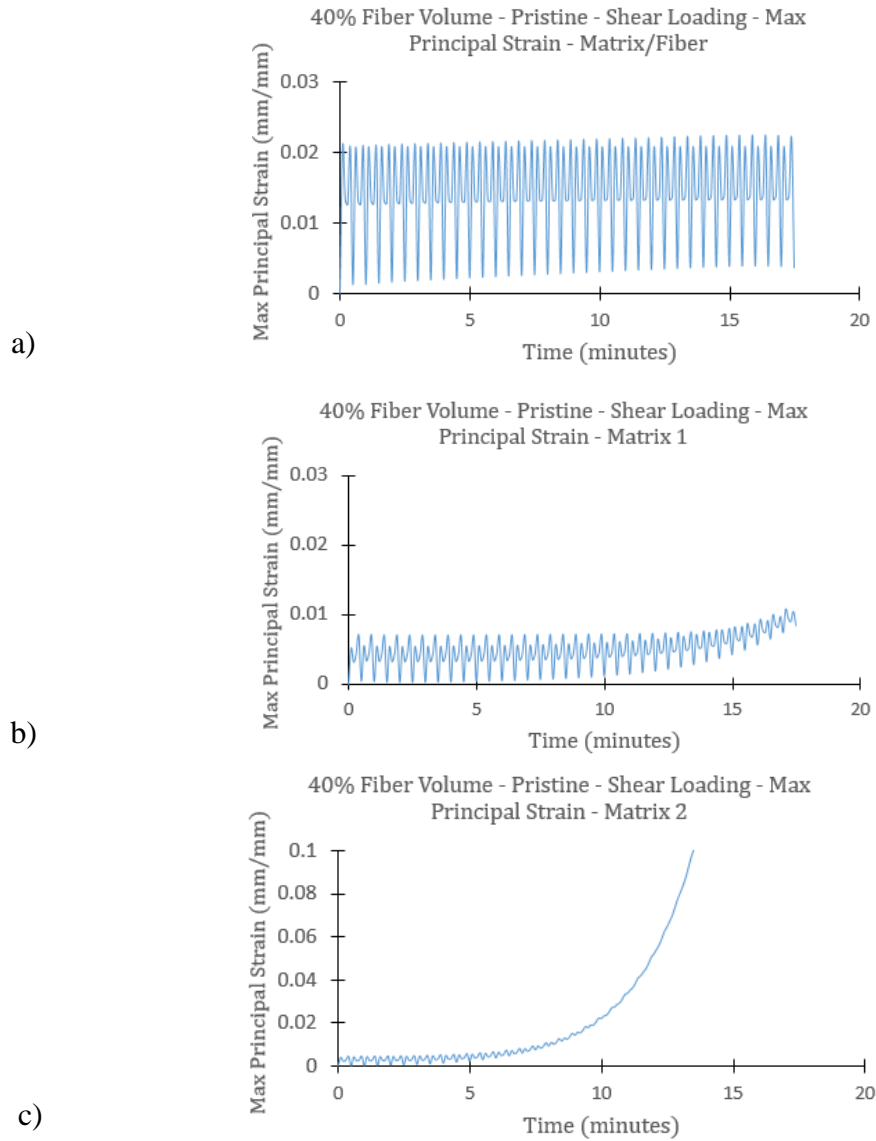 40% Fiber Volume - Pristine - Shear Loading - Max
Principal Strain - Matrix/Fiber
Max Principal Strain (mm/mm)
0.03
0.02
0.01
0
0 5 10 15 20
Time (minutes)
a)
40% Fiber Volume - Pristine - Shear Loading - Max
Principal Strain - Matrix 1
Max Principal Strain (mm/mm)
0.03
0.02
0.01
0
0 5 10 15 20
Time (minutes)
b)
40% Fiber Volume - Pristine - Shear Loading - Max
Principal Strain - Matrix 2
Max Principal Strain (mm/mm)
0.1
0.08
0.06
0.04
0.02
0
0 5 10 15 20
Time (minutes)
c)